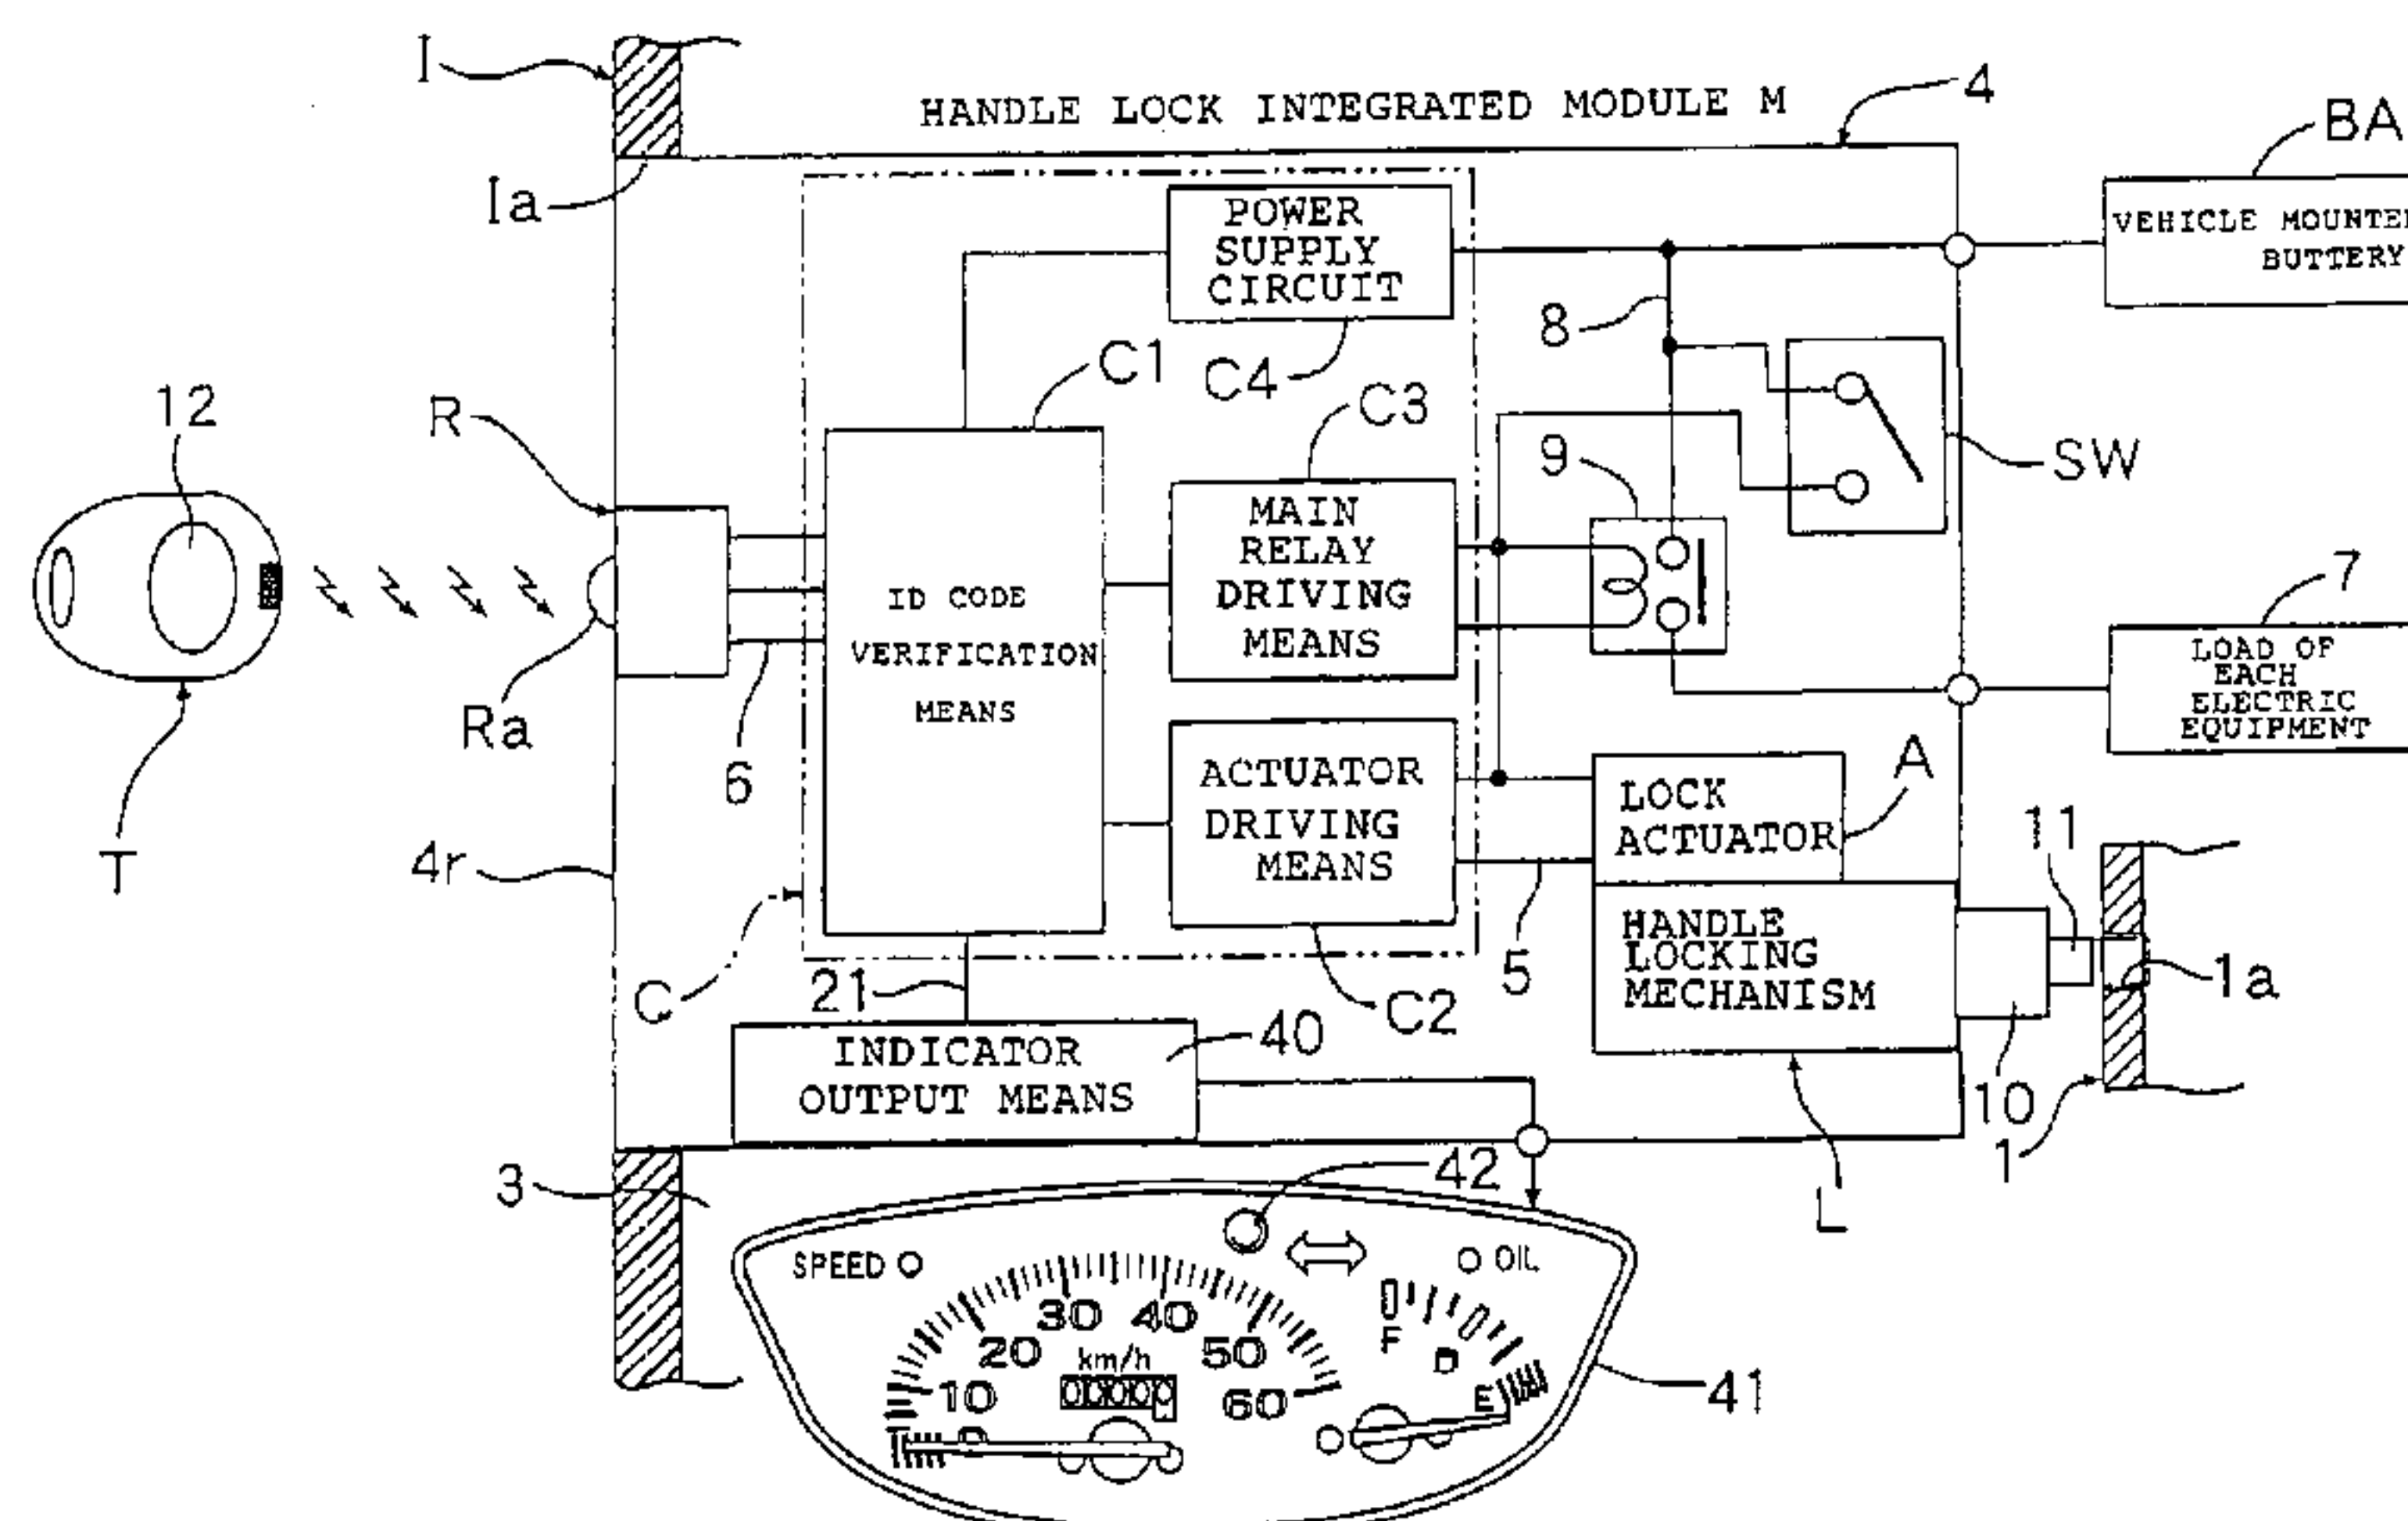 I
HANDLE LOCK INTEGRATED MODULE M
4
BA
Ia
POWER
SUPPLY
CIRCUIT
VEHICLE MOUNTE
BUTTERY
8
C1
C4
12
R
C3
9
SW
MAIN
RELAY
DRIVING
MEANS
ID CODE
VERIFICATION
MEANS
7
LOAD OF
EACH
ELECTRIC
EQUIPMENT
Ra
6
ACTUATOR
DRIVING
MEANS
LOCK
ACTUATOR
A
11
T
4r
HANDLE
LOCKING
MECHANISM
C
21
5
C2
1a
40
INDICATOR
OUTPUT MEANS
10
1
3
42
L
SPEED
OIL
30 40
20 50
km/h
10 60
00000
0
F
E
41